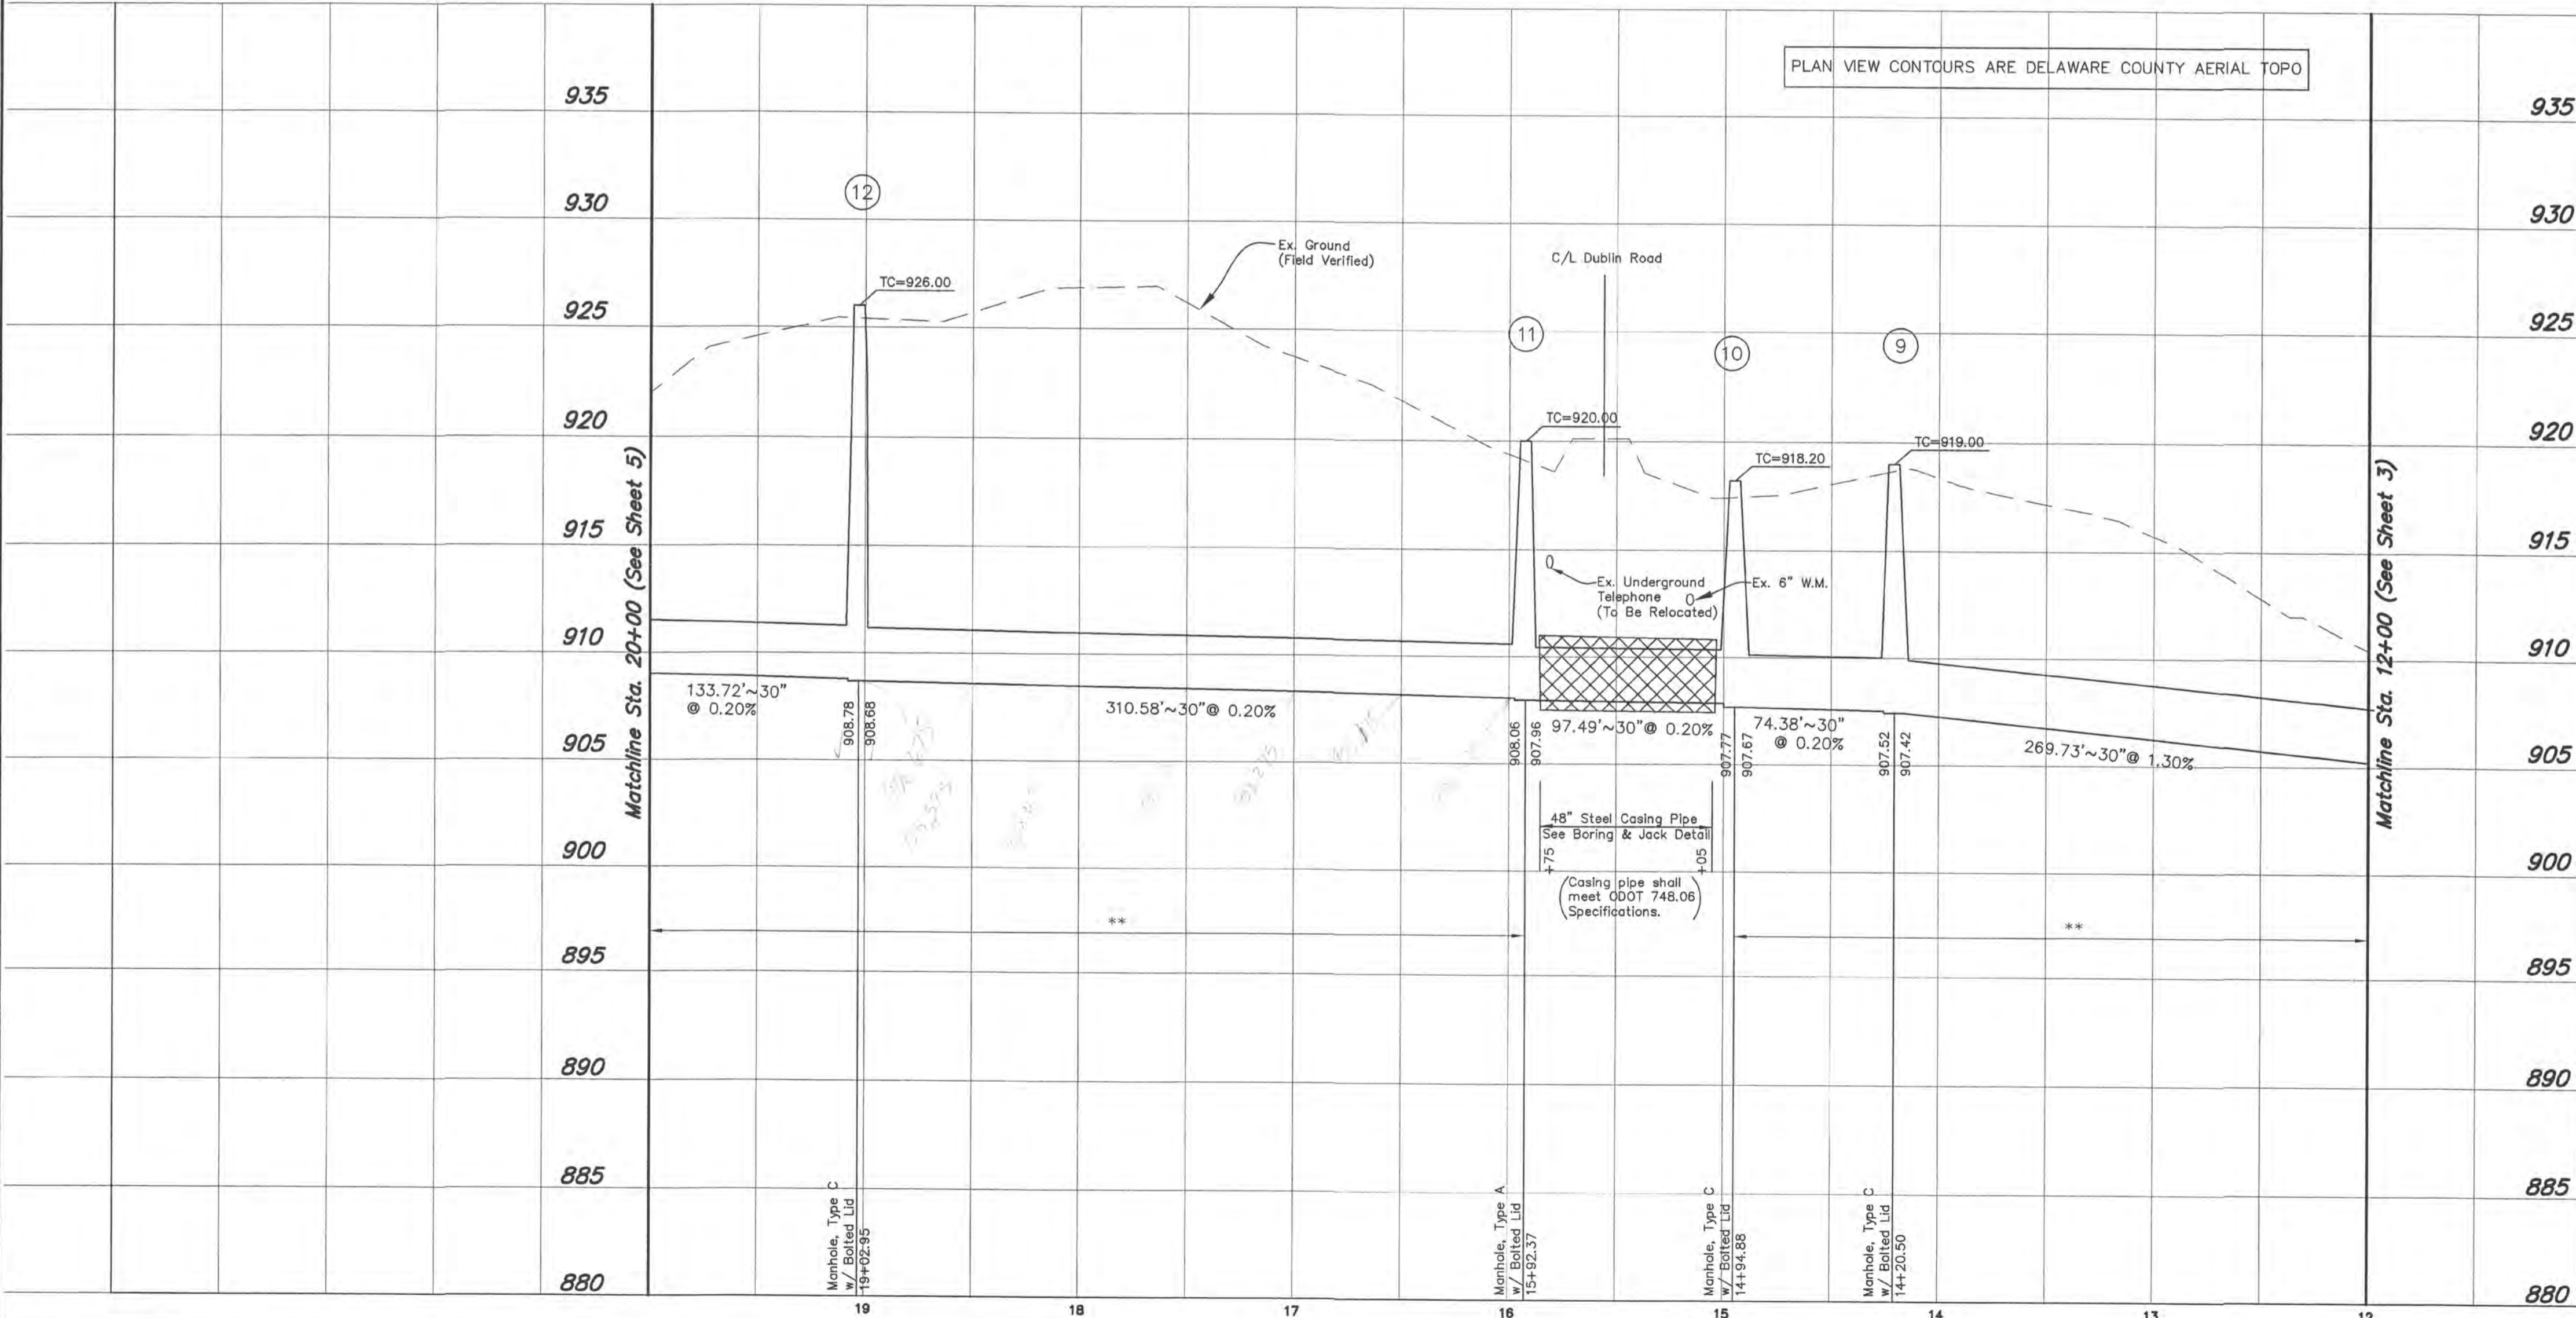 PLAN VIEW CONTOURS ARE DELAWARE COUNTY AERIAL TOPO
935
935
930
930
925
925
920
920
915
915
910
910
905
905
900
900
895
895
890
890
885
885
880
880
Matchline Sta. 20+00 (See Sheet 5)
12
TC=926.00
Ex. Ground
(Field Verified)
C/L Dublin Road
11
TC=920.00
10
TC=918.20
9
TC=919.00
Ex. Underground
Telephone
(To Be Relocated)
Ex. 6" W.M.
Matchline Sta. 12+00 (See Sheet 3)
133.72'~30"
@ 0.20%
908.78
908.68
310.58'~30"@ 0.20%
908.06
907.96
97.49'~30"@ 0.20%
907.77
907.67
74.38'~30"
@ 0.20%
907.52
907.42
269.73'~30"@ 1.30%
48" Steel Casing Pipe
See Boring & Jack Detail
+75
+05
(Casing pipe shall
meet ODOT 748.06
Specifications.)
**
**
Manhole, Type C
w/ Bolted Lid
19+02.95
Manhole, Type A
w/ Bolted Lid
15+92.37
Manhole, Type C
w/ Bolted Lid
14+94.88
Manhole, Type C
w/ Bolted Lid
14+20.50
19
18
17
16
15
14
13
12